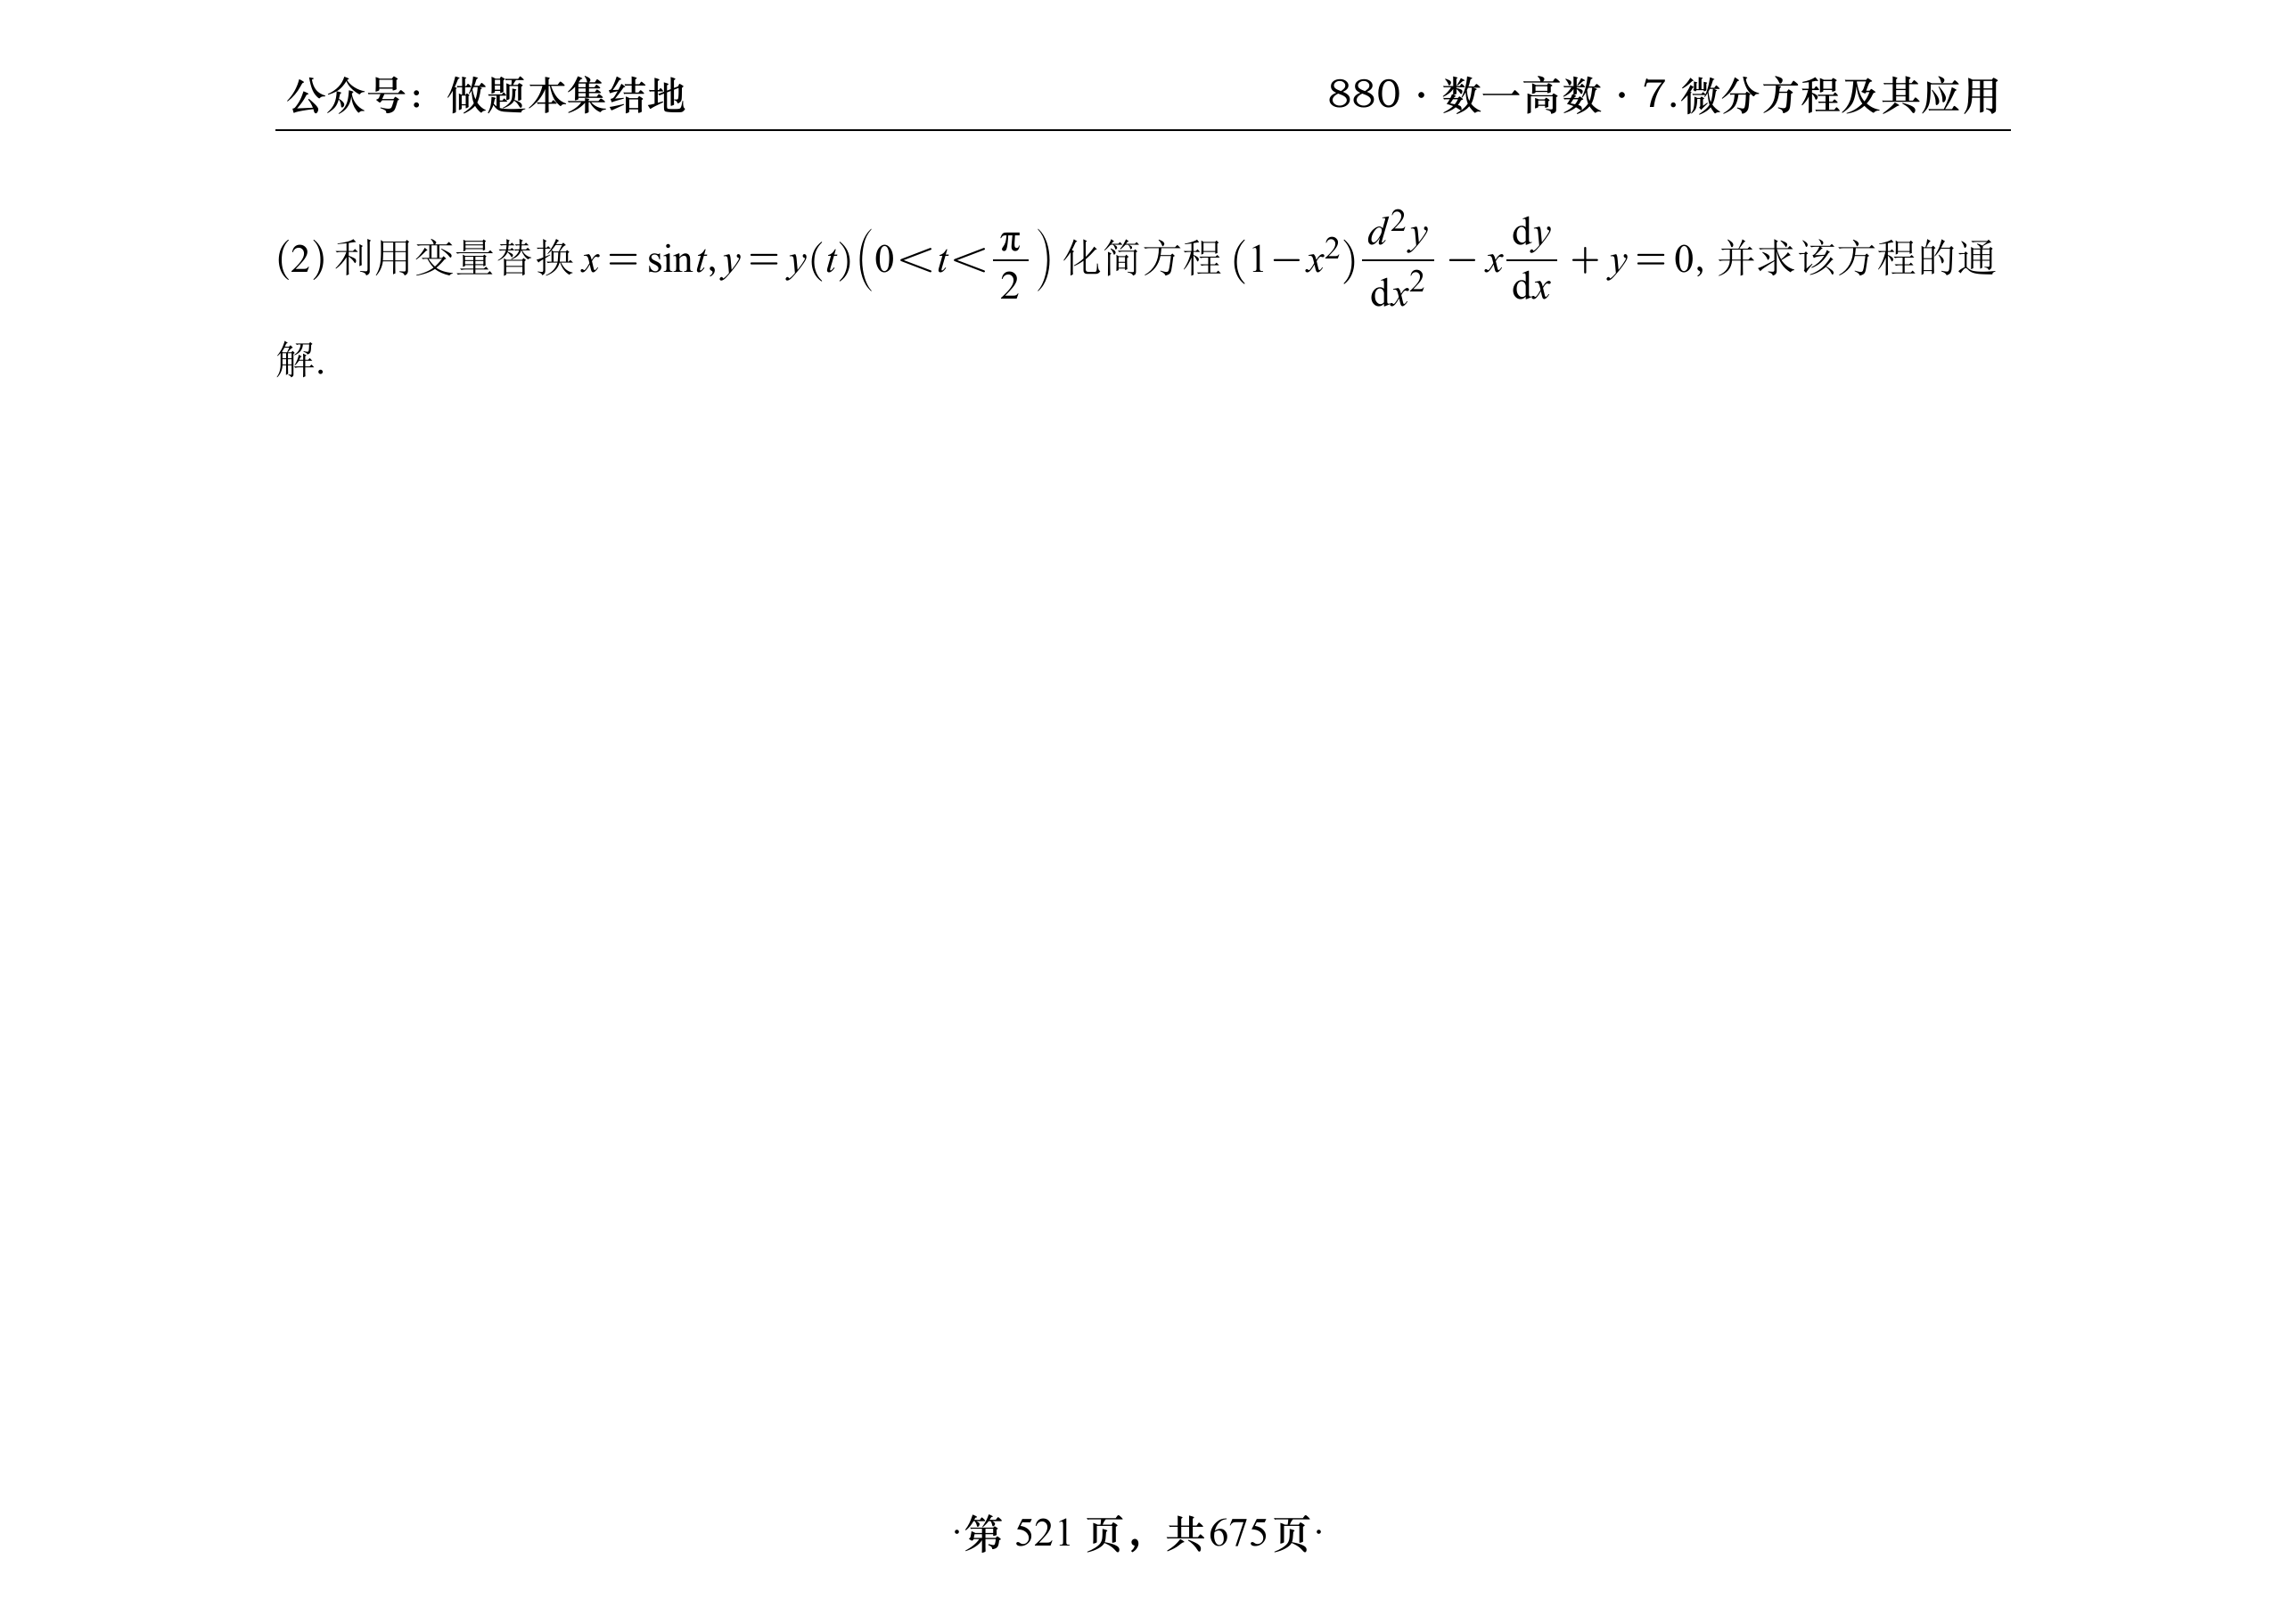 公众号：做题本集结地
880·数一高数·7.微分方程及其应用
(2) 利用变量替换 $x=\sin t, y=y(t)\left(0<t<\frac{\pi}{2}\right)$ 化简方程 $(1-x^2)\frac{d^2y}{dx^2}-x\frac{dy}{dx}+y=0$, 并求该方程的通
解.
·第 521 页，共675页·